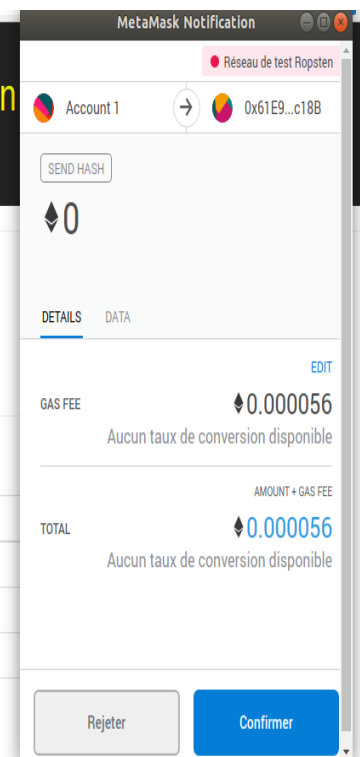 MetaMask Notification
Réseau de test Ropsten
n
Account 1
0x61E9...c18B
SEND HASH
0
DETAILS DATA
EDIT
GAS FEE
0.000056
Aucun taux de conversion disponible
AMOUNT + GAS FEE
TOTAL
0.000056
Aucun taux de conversion disponible
Rejeter
Confirmer